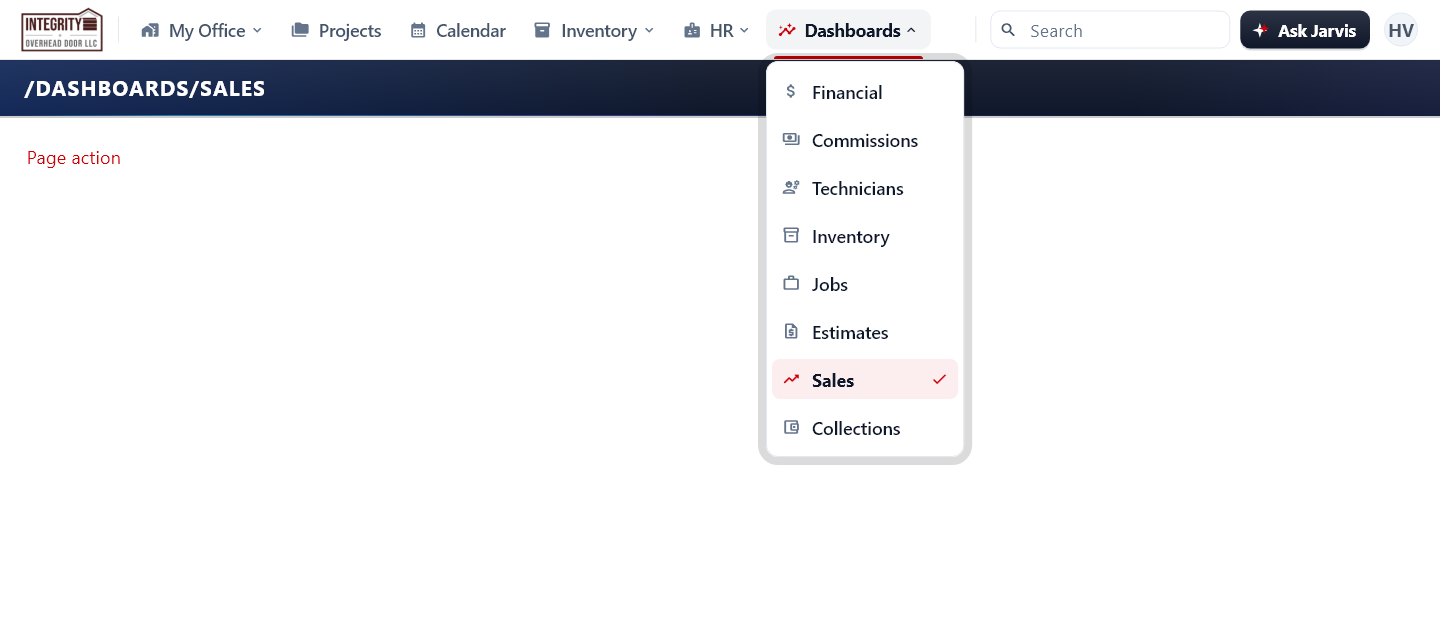 INTEGRITY
OVERHEAD DOOR LLC
My Office
Projects
Calendar
Inventory
HR
Dashboards
Search
Ask Jarvis
HV
/DASHBOARDS/SALES
Page action
Financial
Commissions
Technicians
Inventory
Jobs
Estimates
Sales
Collections